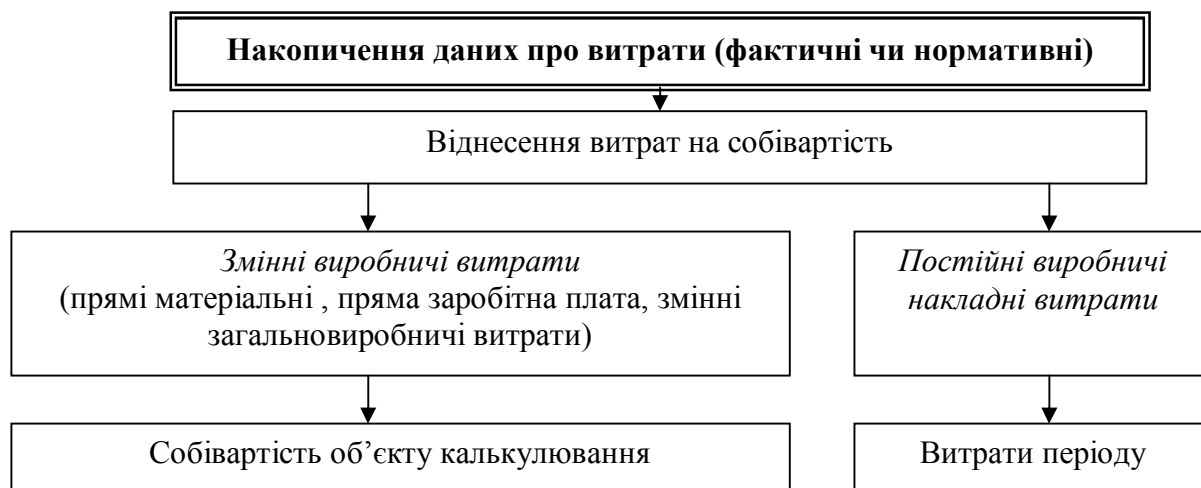 Накопичення даних про витрати (фактичні чи нормативні)
Віднесення витрат на собівартість
Змінні виробничі витрати
(прямі матеріальні , пряма заробітна плата, змінні
загальновиробничі витрати)
Постійні виробничі
накладні витрати
Собівартість об’єкту калькулювання
Витрати періоду